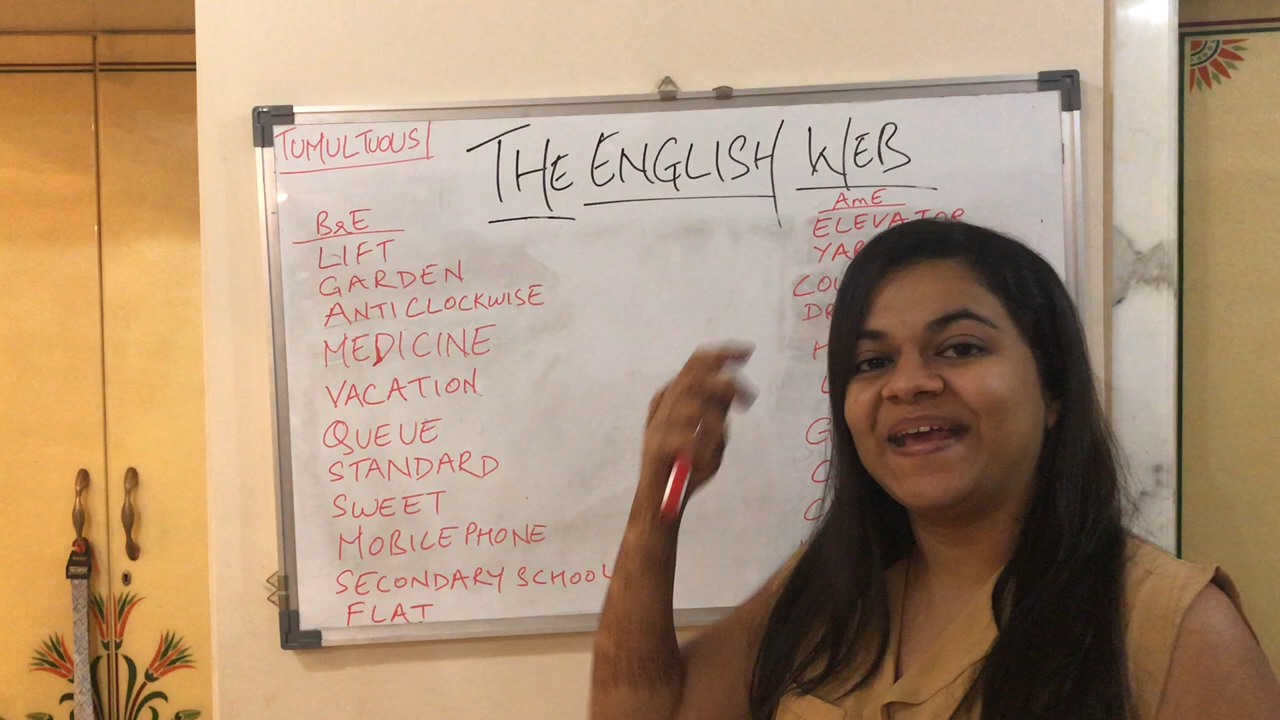 TUMULTUOUS
THE ENGLISH WEB
BrE
LIFT
GARDEN
ANTICLOCKWISE
MEDICINE
VACATION
QUEUE
STANDARD
SWEET
MOBILE PHONE
SECONDARY SCHOOL
FLAT
AmE
ELEVATOR